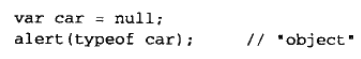 var car = null;
alert(typeof car);      // "object"